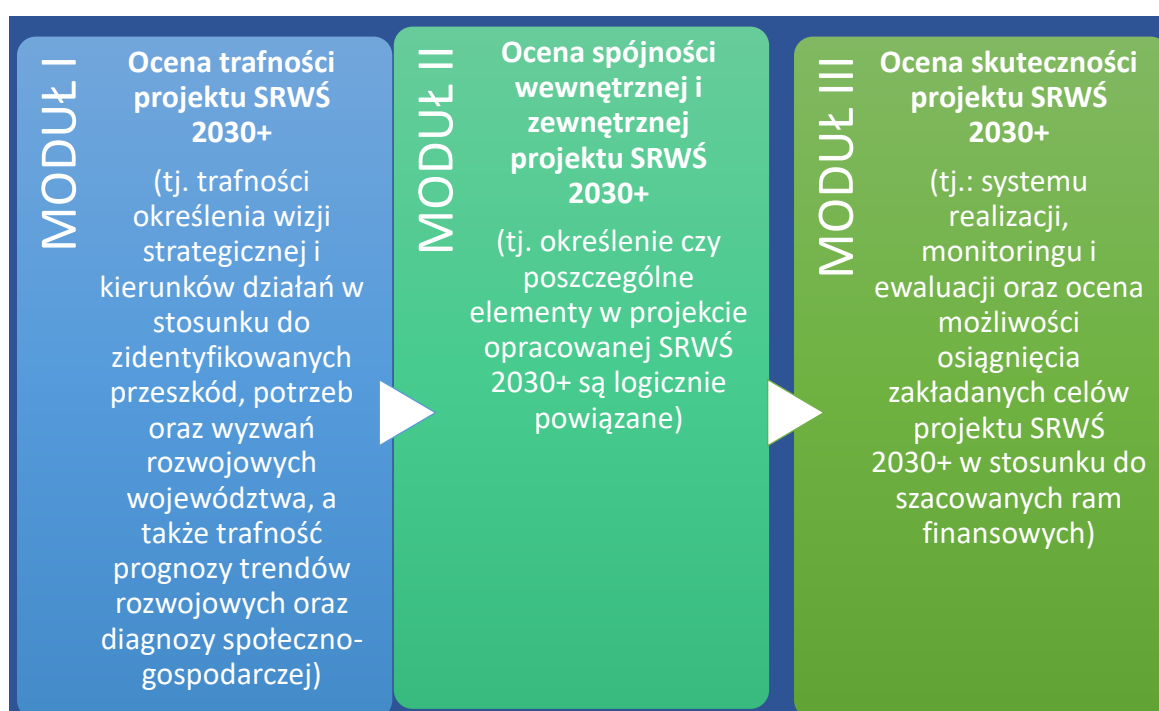 MODUŁ I
Ocena trafności
projektu SRWŚ
2030+
(tj. trafności
określenia wizji
strategicznej i
kierunków działań w
stosunku do
zidentyfikowanych
przeszkód, potrzeb
oraz wyzwań
rozwojowych
województwa, a
także trafność
prognozy trendów
rozwojowych oraz
diagnozy społeczno-
gospodarczej)
MODUŁ II
Ocena spójności
wewnętrznej i
zewnętrznej
projektu SRWŚ
2030+
(tj. określenie czy
poszczególne
elementy w projekcie
opracowanej SRWŚ
2030+ są logicznie
powiązane)
MODUŁ III
Ocena skuteczności
projektu SRWŚ
2030+
(tj.: systemu
realizacji,
monitoringu i
ewaluacji oraz ocena
możliwości
osiągnięcia
zakładanych celów
projektu SRWŚ
2030+ w stosunku do
szacowanych ram
finansowych)